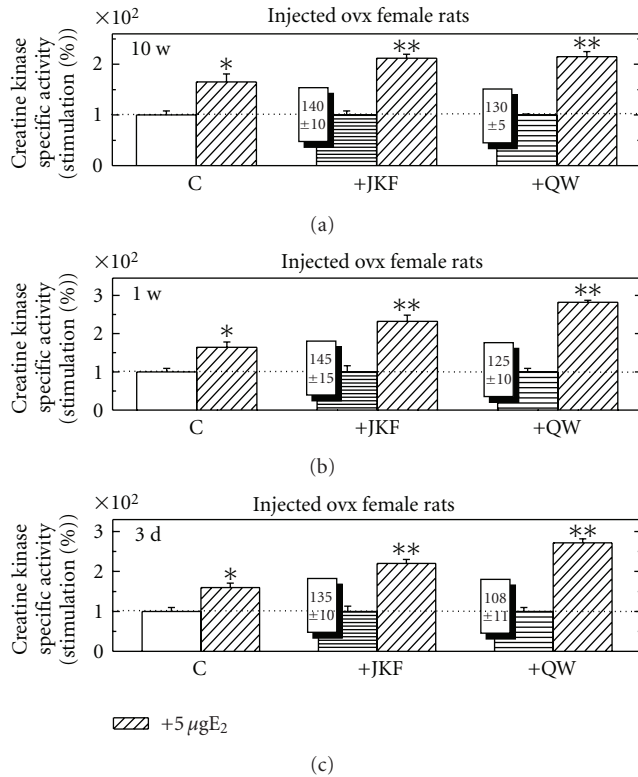 ×10²
Injected ovx female rats
10 w
Creatine kinase
specific activity
(stimulation (%))
2
1
0
*
**
**
140
±10
130
±5
C
+JKF
+QW
(a)
×10²
Injected ovx female rats
1 w
Creatine kinase
specific activity
(stimulation (%))
3
2
1
0
*
**
**
145
±15
125
±10
C
+JKF
+QW
(b)
×10²
Injected ovx female rats
3 d
Creatine kinase
specific activity
(stimulation (%))
3
2
1
0
*
**
**
135
±10
108
±11
C
+JKF
+QW
+5 μgE₂
(c)